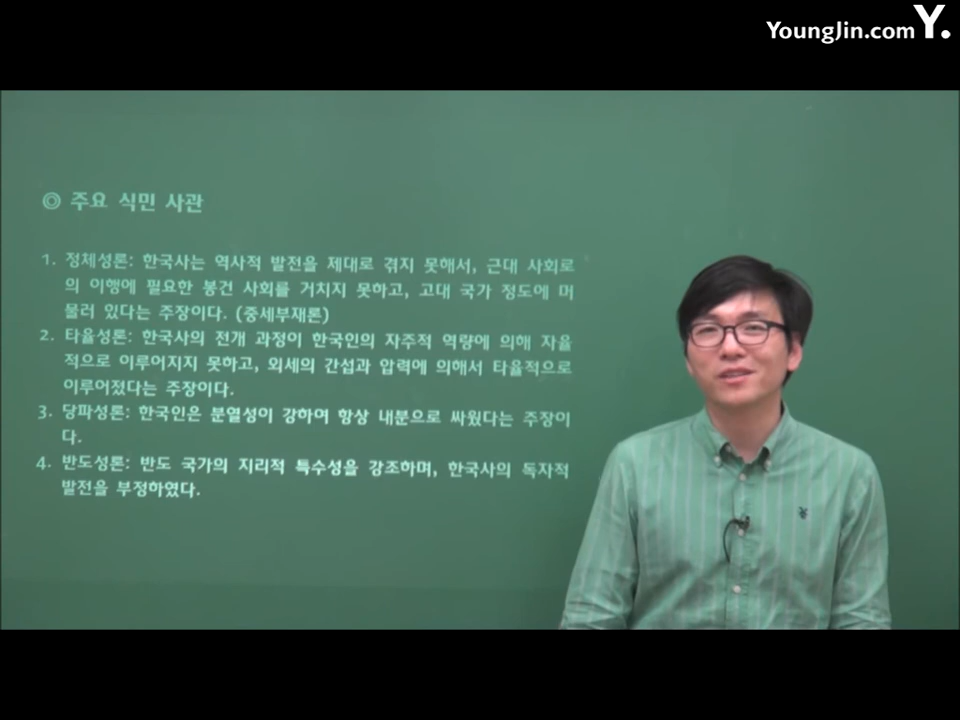 YoungJin.com Y.
◎ 주요 식민 사관
1. 정체성론: 한국사는 역사적 발전을 제대로 겪지 못해서, 근대 사회로
의 이행에 필요한 봉건 사회를 거치지 못하고, 고대 국가 정도에 머
물러 있다는 주장이다. (중세부재론)
2. 타율성론: 한국사의 전개 과정이 한국인의 자주적 역량에 의해 자율
적으로 이루어지지 못하고, 외세의 간섭과 압력에 의해서 타율적으로
이루어졌다는 주장이다.
3. 당파성론: 한국인은 분열성이 강하여 항상 내분으로 싸웠다는 주장이
다.
4. 반도성론: 반도 국가의 지리적 특수성을 강조하며, 한국사의 독자적
발전을 부정하였다.